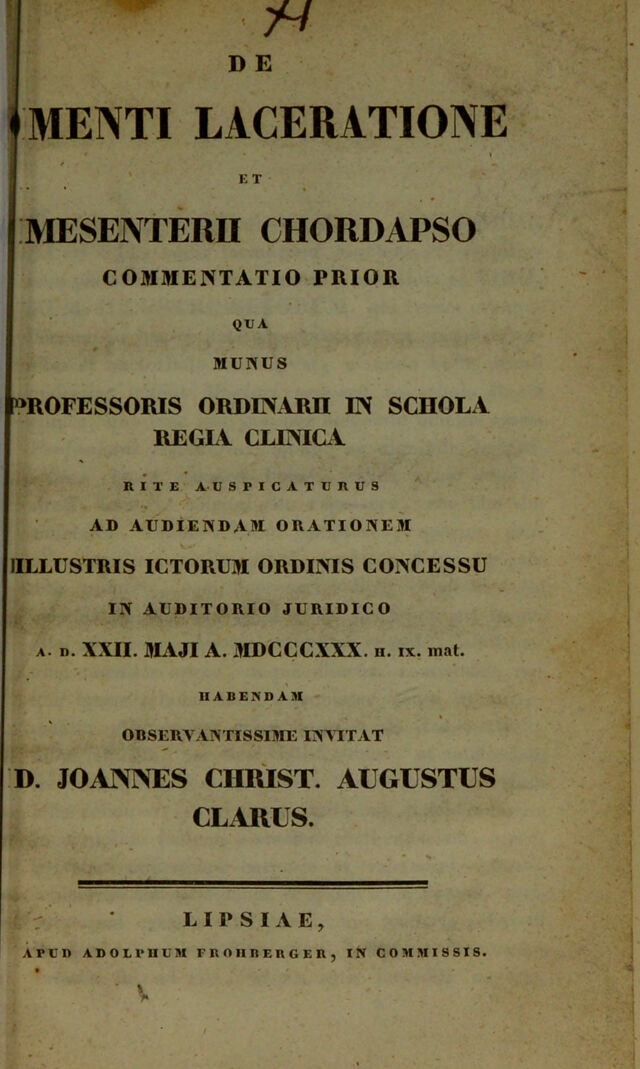 DE
MENTI LACERATIONE
ET
MESENTERII CHORDAPSO
COMMENTATIO PRIOR
QUA
MUNUS
PROFESSORIS ORDINARII IN SCHOLA
REGIA CLINICA
RITE AUSPICATURUS
AD AUDIENDAM ORATIONEM
ILLUSTRIS ICTORUM ORDINIS CONCESSU
IN AUDITORIO JURIDICO
A. D. XXII. MAJI A. MDCCCXXX. H. IX. mat.
HABENDAM
OBSERVANTISSIME INVITAT
D. JOANNES CHRIST. AUGUSTUS
CLARUS.
LIPSIAE,
APUD ADOLPHUM FROHBERGER, IN COMMISSIS.